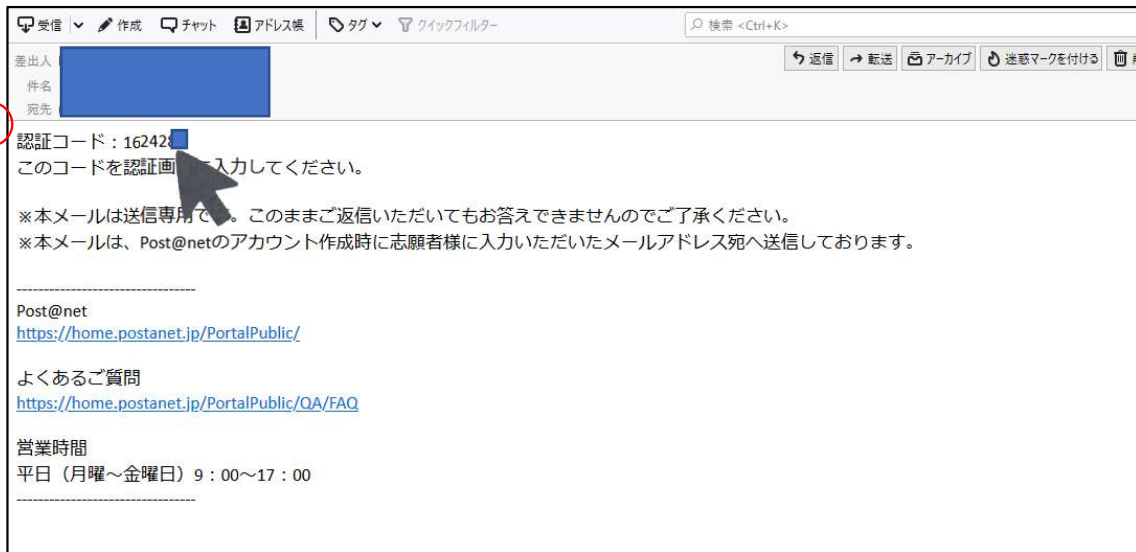 受信 作成 チャット アドレス帳 タグ クイックフィルター 検索 <Ctrl+K>
差出人 返信 転送 アーカイブ 迷惑マークを付ける
件名
宛先
認証コード:162428
このコードを認証画 入力してください。
※本メールは送信専用で 。このままご返信いただいてもお答えできませんのでご了承ください。
※本メールは、Post@netのアカウント作成時に志願者様に入力いただいたメールアドレス宛へ送信しております。
--------------------------------
Post@net
https://home.postanet.jp/PortalPublic/
よくあるご質問
https://home.postanet.jp/PortalPublic/QA/FAQ
営業時間
平日(月曜~金曜日)9:00~17:00
--------------------------------